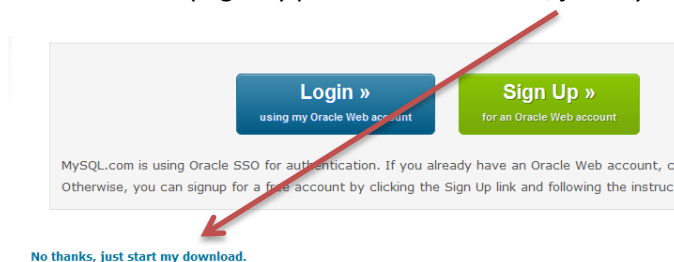 Login »
using my Oracle Web account
Sign Up »
for an Oracle Web account
MySQL.com is using Oracle SSO for authentication. If you already have an Oracle Web account, c
Otherwise, you can signup for a free account by clicking the Sign Up link and following the instruc
No thanks, just start my download.